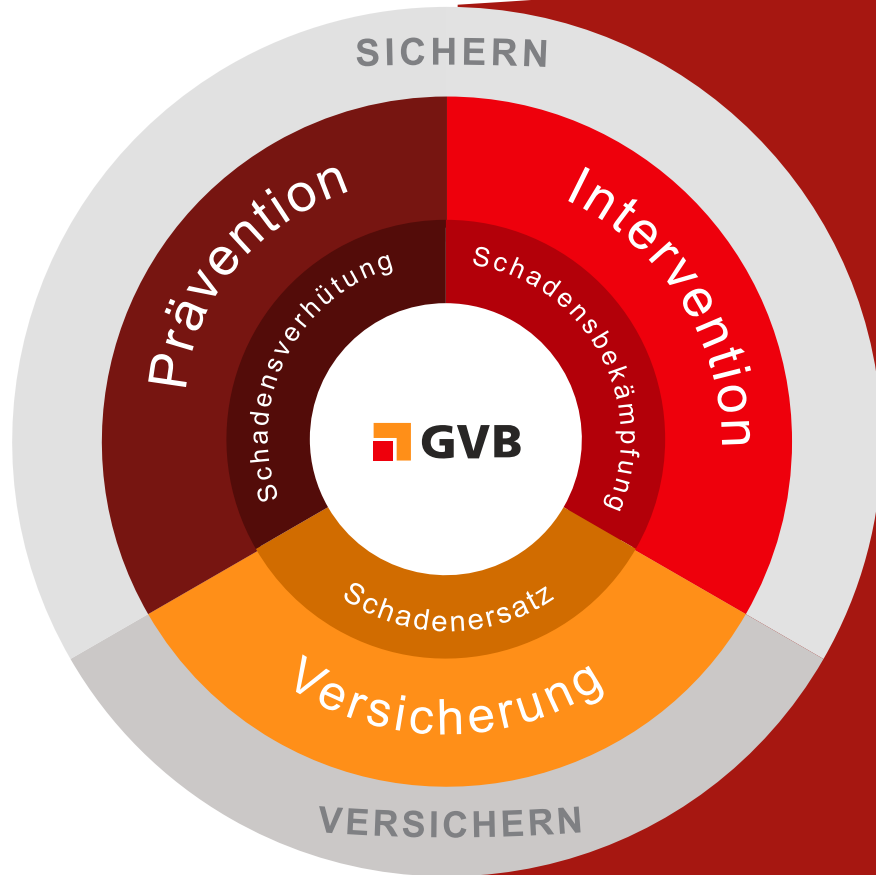 SICHERN
Prävention
Intervention
Schadensverhütung
Schadensbekämpfung
GVB
Schadenersatz
Versicherung
VERSICHERN